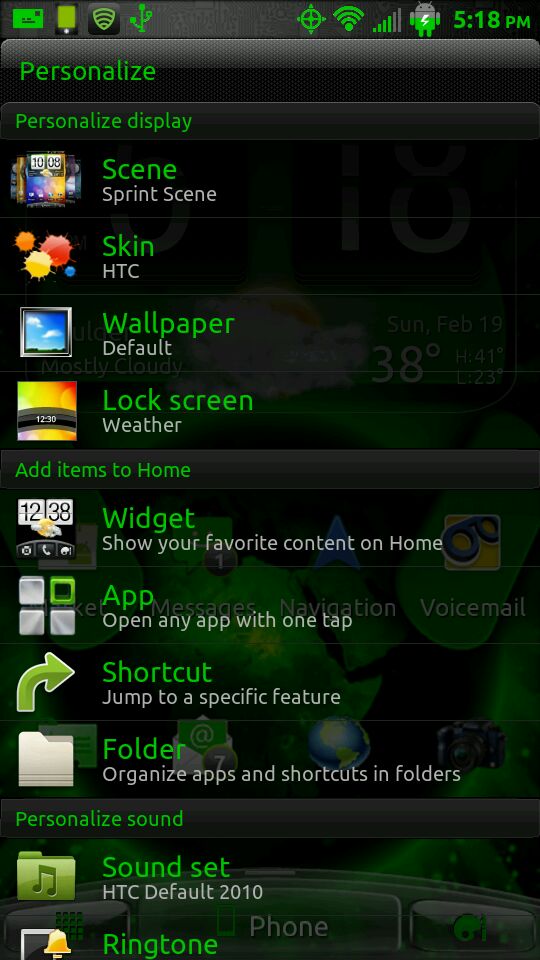 5:18 PM
Personalize
Personalize display
Scene
Sprint Scene
Skin
HTC
Wallpaper
Default
Sun, Feb 19
Mostly Cloudy
38°
H:41°
L:23°
Lock screen
Weather
12:30
Add items to Home
Widget
Show your favorite content on Home
App
Open any app with one tap
Messages
Navigation
Voicemail
Shortcut
Jump to a specific feature
Folder
Organize apps and shortcuts in folders
7
Personalize sound
Sound set
HTC Default 2010
Phone
Ringtone